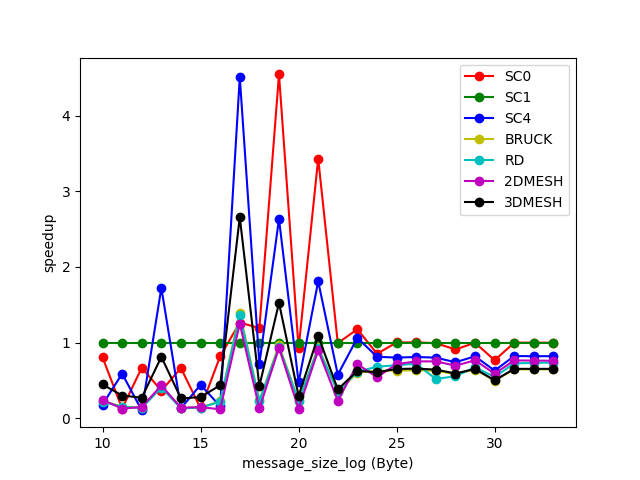 SC0
SC1
SC4
BRUCK
RD
2DMESH
3DMESH
speedup
4
3
2
1
0
10
15
20
25
30
message_size_log (Byte)